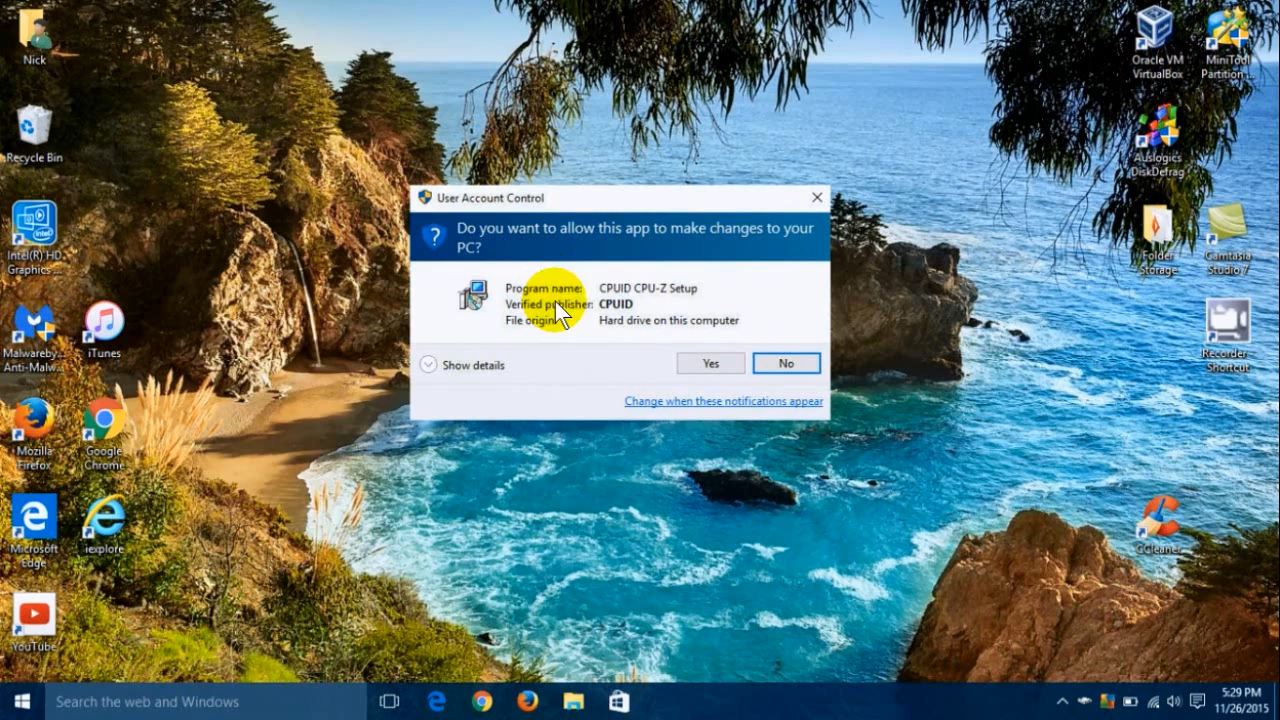 Nick
Recycle Bin
Intel(R) HD
Graphics ...
Malwareby...
Anti-Malw...
iTunes
Mozilla
Firefox
Google
Chrome
Microsoft
Edge
iexplore
YouTube
User Account Control
Do you want to allow this app to make changes to your
PC?
Program name: CPUID CPU-Z Setup
Verified publisher: CPUID
File origin: Hard drive on this computer
Show details
Yes
No
Change when these notifications appear
Oracle VM
VirtualBox
MiniTool
Partition ...
Auslogics
DiskDefrag
Folder
Storage
Camtasia
Studio 7
Recorder
Shortcut
CCleaner
Search the web and Windows
5:29 PM
11/26/2015